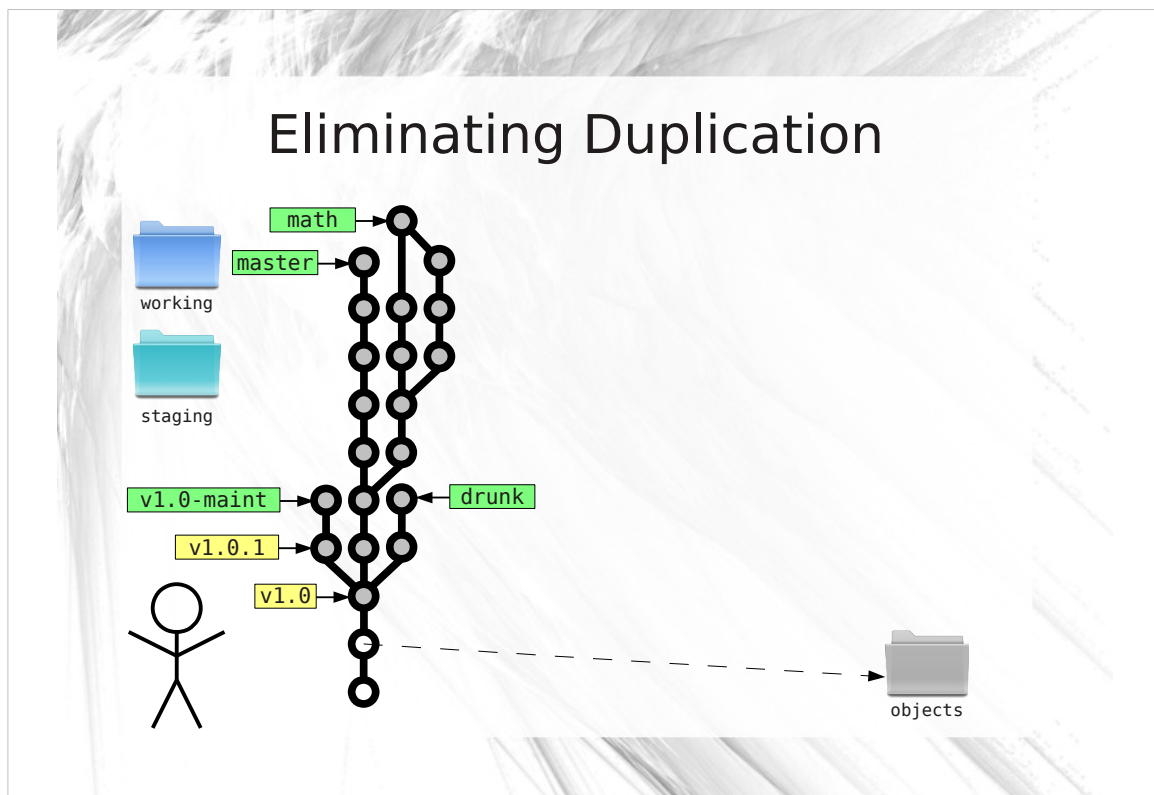 Eliminating Duplication
math
master
working
staging
v1.0-maint
drunk
v1.0.1
v1.0
objects